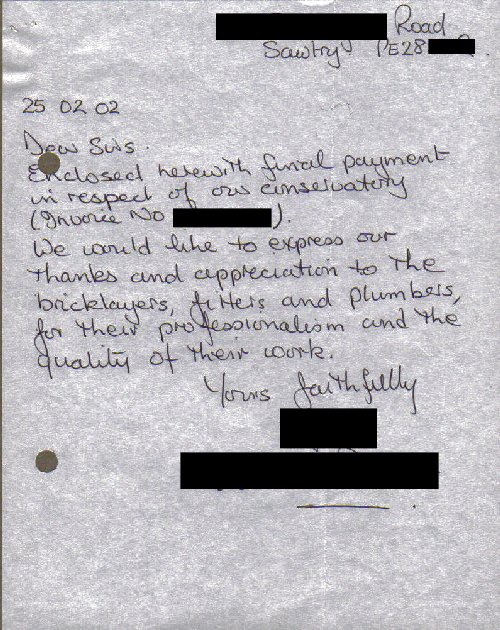 Road
Sawtry PE28
25 02 02
Dear Sirs.
Enclosed herewith final payment
in respect of our conservatory
(Invoice No ).
We would like to express our
thanks and appreciation to the
bricklayers, fitters and plumbers,
for their professionalism and the
quality of their work.
Yours faithfully